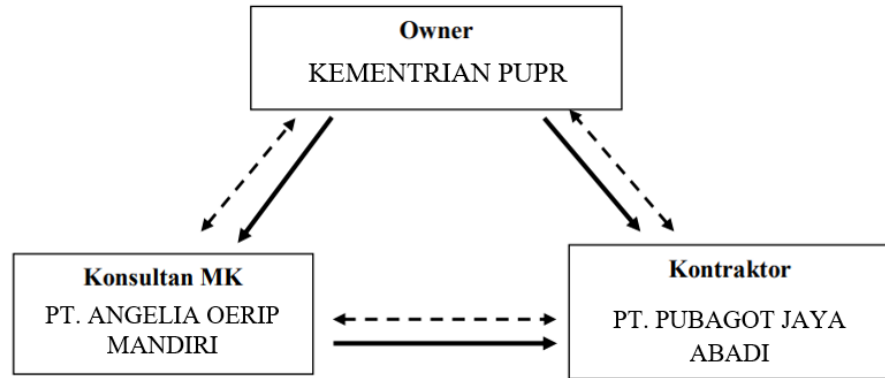 Owner
KEMENTRIAN PUPR
Konsultan MK
PT. ANGELIA OERIP
MANDIRI
Kontraktor
PT. PUBAGOT JAYA
ABADI